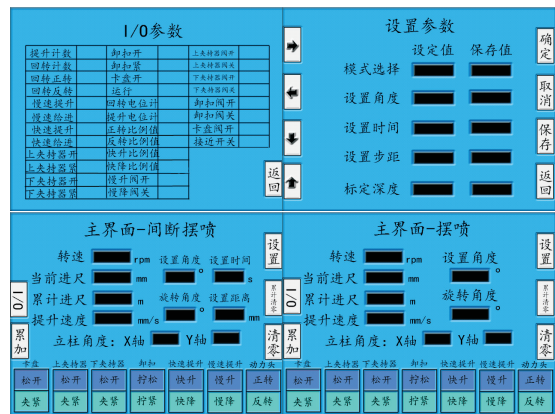 I/O参数
提升计数 卸扣开 上夹持器阀开
回转计数 卸扣紧 上夹持器阀关
回转正转 卡盘开 下夹持器阀开
回转反转 运行 下夹持器阀关
慢速提升 回转电位计 卸扣阀开
慢速给进 提升电位计 卸扣阀关
快速提升 正转比例值 卡盘阀开
快速给进 反转比例值 接近开关
上夹持器开 快升比例值
上夹持器紧 快降比例值
下夹持器开 慢升阀开
下夹持器紧 慢降阀关
返回
设置参数
设定值 保存值
模式选择
设置角度
设置时间
设置步距
标定深度
确定
取消
保存
返回
主界面-间断摆喷
转速 rpm 设置角度 设置时间
当前进尺 mm ° s
累计进尺 m 旋转角度 设置距离
提升速度 mm/s ° mm
立柱角度: X轴 Y轴
I/O
累加
设置
累计清零
清零
卡盘 上夹持器 下夹持器 卸扣 快速提升 慢速提升 动力头
松开 松开 松开 拧松 快升 慢升 正转
夹紧 夹紧 夹紧 拧紧 快降 慢降 反转
主界面-摆喷
转速 rpm 设置角度
当前进尺 mm °
累计进尺 m 旋转角度
提升速度 mm/s °
立柱角度: X轴 Y轴
I/O
累加
设置
累计清零
清零
卡盘 上夹持器 下夹持器 卸扣 快速提升 慢速提升 动力头
松开 松开 松开 拧松 快升 慢升 正转
夹紧 夹紧 夹紧 拧紧 快降 慢降 反转